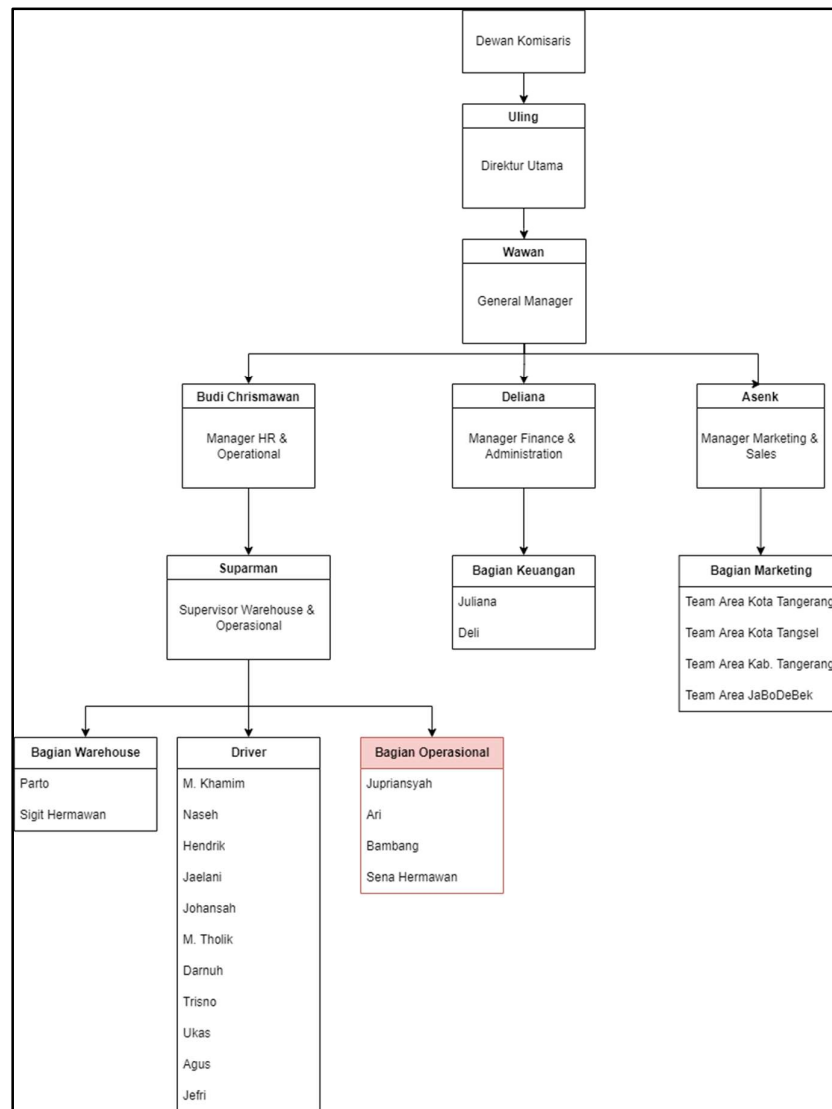 Dewan Komisaris
Uling
Direktur Utama
Wawan
General Manager
Budi Chrismawan
Manager HR &
Operational
Deliana
Manager Finance &
Administration
Asenk
Manager Marketing &
Sales
Suparman
Supervisor Warehouse &
Operasional
Bagian Keuangan
Juliana
Deli
Bagian Marketing
Team Area Kota Tangerang
Team Area Kota Tangsel
Team Area Kab. Tangerang
Team Area JaBoDeBek
Bagian Warehouse
Parto
Sigit Hermawan
Driver
M. Khamim
Naseh
Hendrik
Jaelani
Johansah
M. Tholik
Darnuh
Trisno
Ukas
Agus
Jefri
Bagian Operasional
Jupriansyah
Ari
Bambang
Sena Hermawan